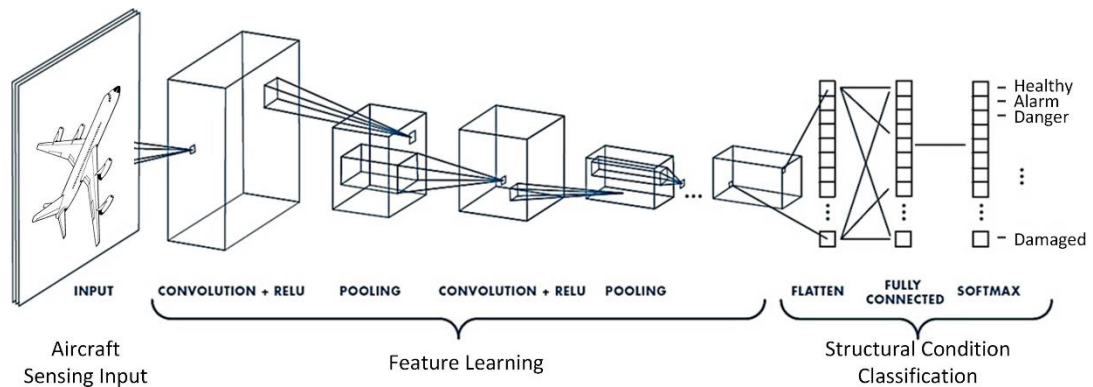 Healthy
Alarm
Danger
...
⋮
⋮
⋮
Damaged
INPUT
CONVOLUTION + RELU
POOLING
CONVOLUTION + RELU
POOLING
FLATTEN
FULLY
CONNECTED
SOFTMAX
Aircraft
Sensing Input
Feature Learning
Structural Condition
Classification